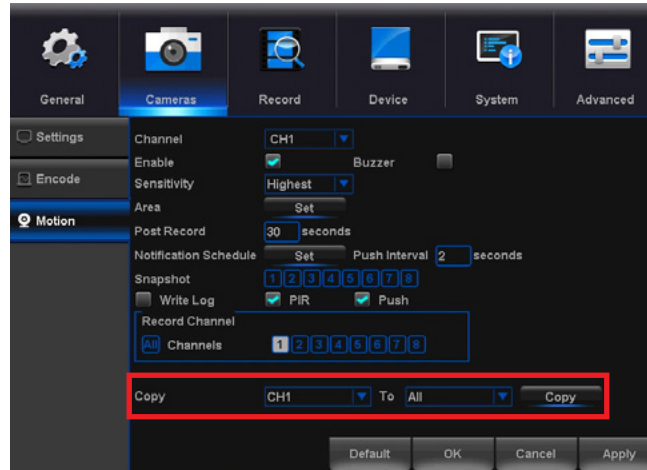 General Cameras Record Device System Advanced
Settings
Encode
Motion
Channel CH1
Enable Buzzer
Sensitivity Highest
Area Set
Post Record 30 seconds
Notification Schedule Set Push Interval 2 seconds
Snapshot 1 2 3 4 5 6 7 8
Write Log PIR Push
Record Channel
All Channels 1 2 3 4 5 6 7 8
Copy CH1 To All Copy
Default OK Cancel Apply